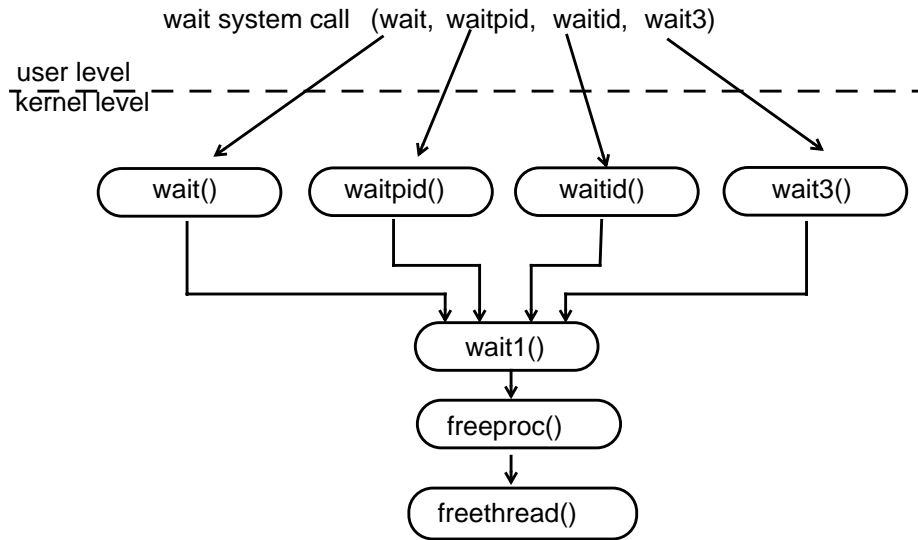 wait system call (wait, waitpid, waitid, wait3)
user level
kernel level
wait()
waitpid()
waitid()
wait3()
wait1()
freeproc()
freethread()